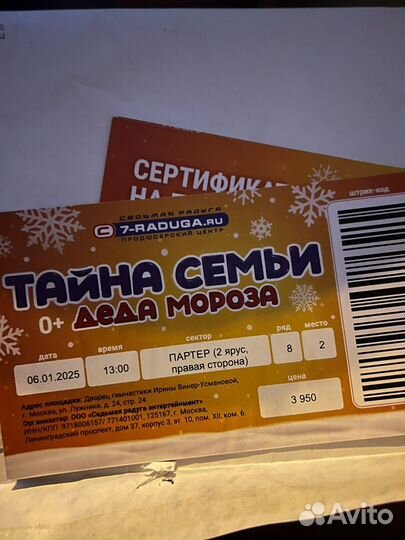 СЕРТИФИКАТ
НА П
СЕДЬМАЯ РАДУГА
7-RADUGA.RU
ПРОДЮСЕРСКИЙ ЦЕНТР
штрих-код
ТАЙНА СЕМЬИ
0+ ДЕДА МОРОЗА
дата время сектор ряд место
06.01.2025 13:00 ПАРТЕР (2 ярус, 8 2
правая сторона)
цена
3 950
Адрес площадки: Дворец гимнастики Ирины Винер-Усмановой,
г. Москва, ул. Лужники, д. 24, стр. 24
Организатор: ООО «Седьмая радуга энтертейнмент»
ИНН/КПП 9718006157/ 771401001, 125167, г. Москва,
Ленинградский проспект, дом 37, корпус 3, эт. 10, пом. XII, ком. 6.
Avito